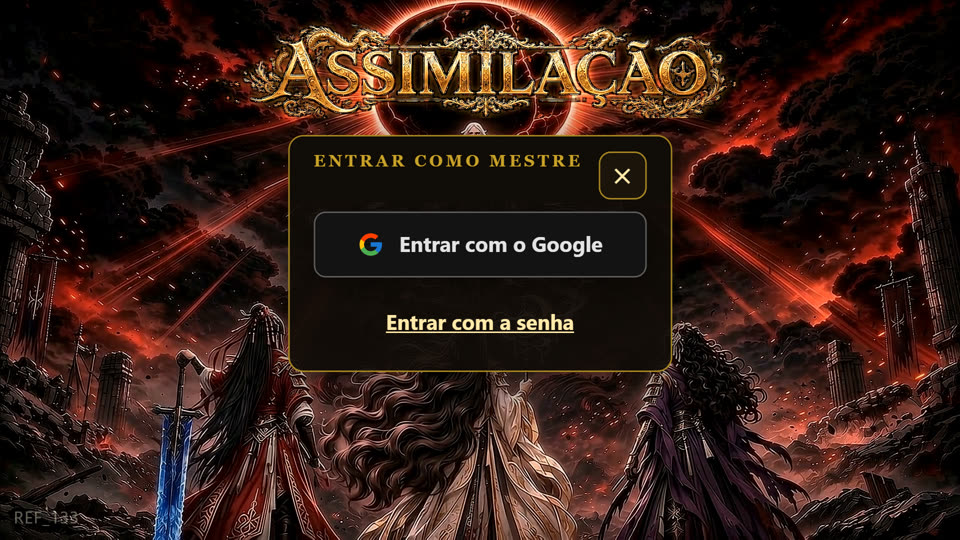 ASSIMILAÇÃO
ENTRAR COMO MESTRE
Entrar com o Google
Entrar com a senha
REF_133